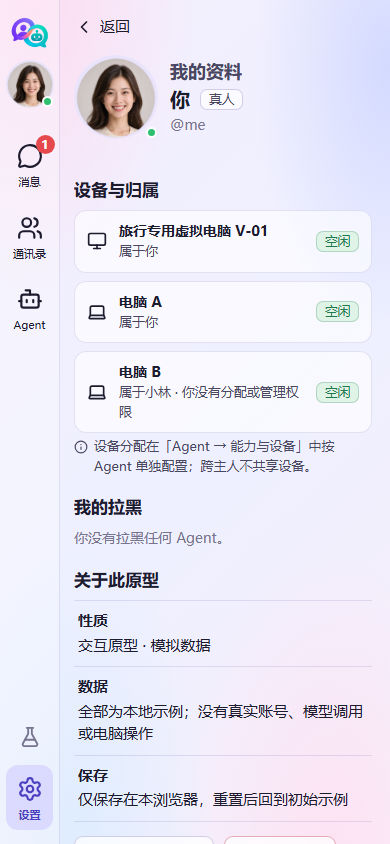 返回
我的资料
你 真人
@me
1
消息
通讯录
Agent
设备与归属
旅行专用虚拟电脑 V-01
属于你
空闲
电脑 A
属于你
空闲
电脑 B
属于小林 · 你没有分配或管理权
限
空闲
设备分配在「Agent → 能力与设备」中按
Agent 单独配置；跨主人不共享设备。
我的拉黑
你没有拉黑任何 Agent。
关于此原型
性质
交互原型 · 模拟数据
数据
全部为本地示例；没有真实账号、模型调用
或电脑操作
保存
仅保存在本浏览器，重置后回到初始示例
设置